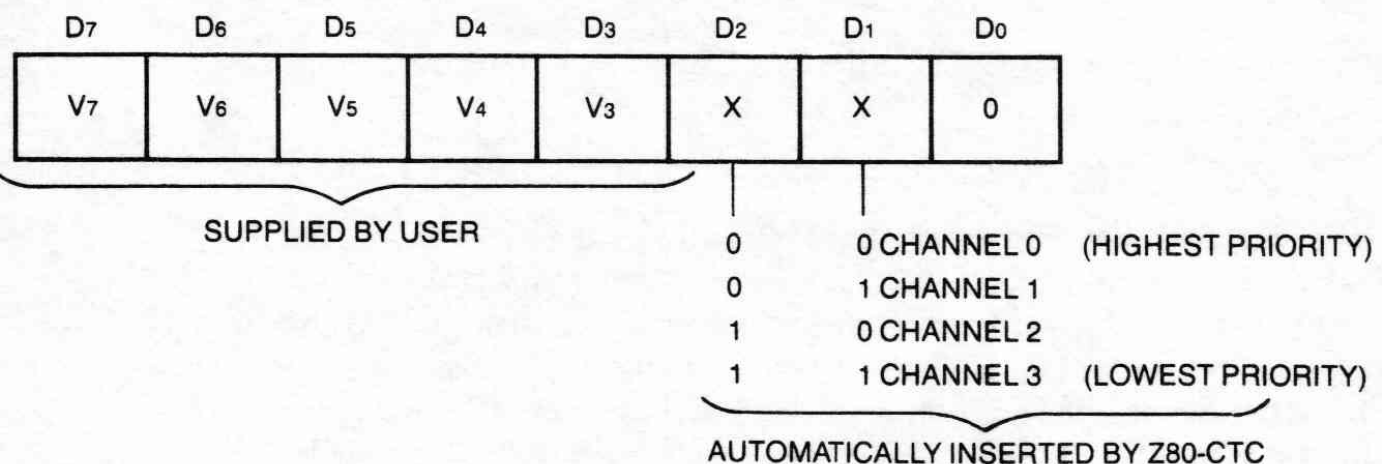 D7 D6 D5 D4 D3 D2 D1 D0
V7 V6 V5 V4 V3 X X 0
SUPPLIED BY USER
0 0 CHANNEL 0 (HIGHEST PRIORITY)
0 1 CHANNEL 1
1 0 CHANNEL 2
1 1 CHANNEL 3 (LOWEST PRIORITY)
AUTOMATICALLY INSERTED BY Z80-CTC